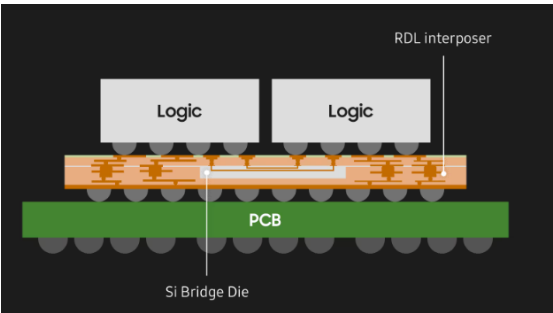 RDL interposer
Logic
Logic
PCB
Si Bridge Die